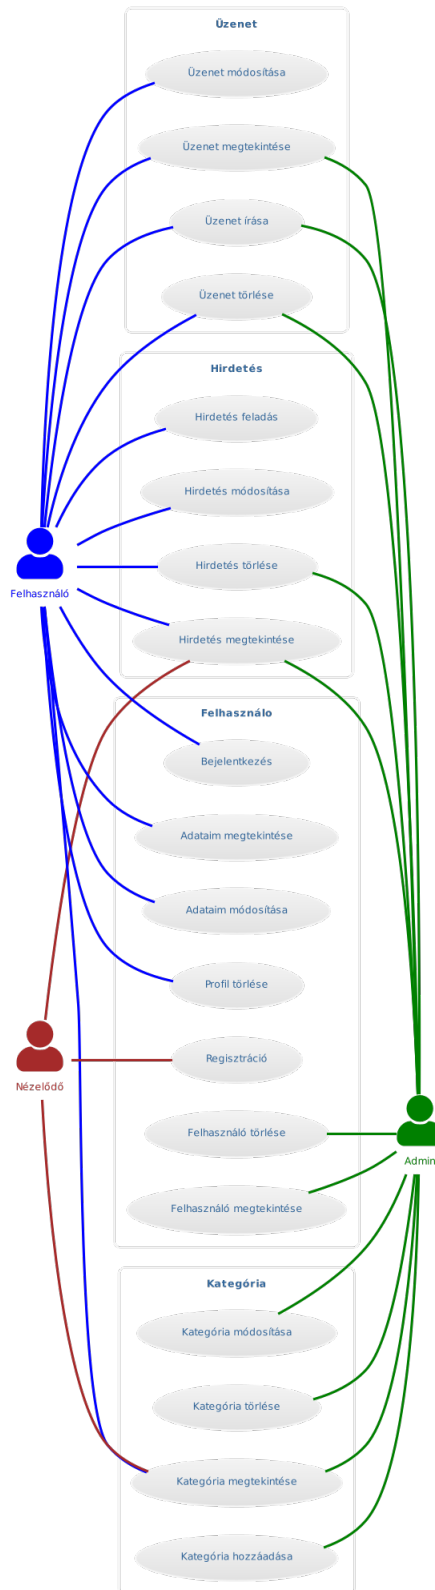 Üzenet
Üzenet módosítása
Üzenet megtekintése
Üzenet írása
Üzenet törlése
Hirdetés
Hirdetés feladás
Hirdetés módosítása
Hirdetés törlése
Felhasználó
Hirdetés megtekintése
Felhasználo
Bejelentkezés
Adataim megtekintése
Adataim módosítása
Profil törlése
Regisztráció
Nézelődő
Felhasználó törlése
Admin
Felhasználó megtekintése
Kategória
Kategória módosítása
Kategória törlése
Kategória megtekintése
Kategória hozzáadása